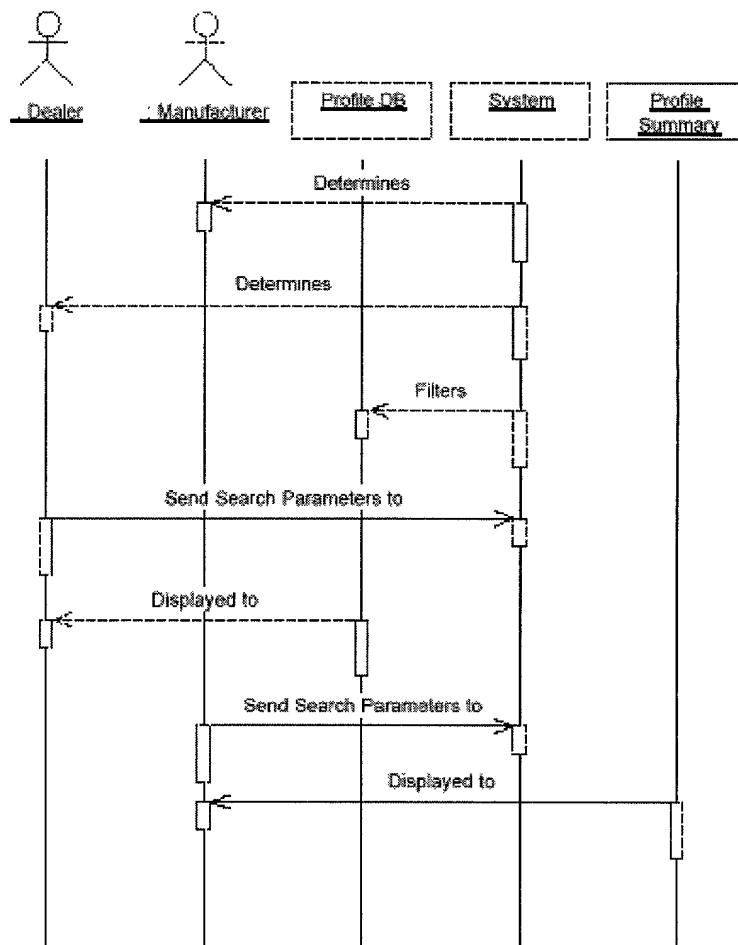 : Dealer
: Manufacturer
Profile DB
System
Profile
Summary
Determines
Determines
Filters
Send Search Parameters to
Displayed to
Send Search Parameters to
Displayed to